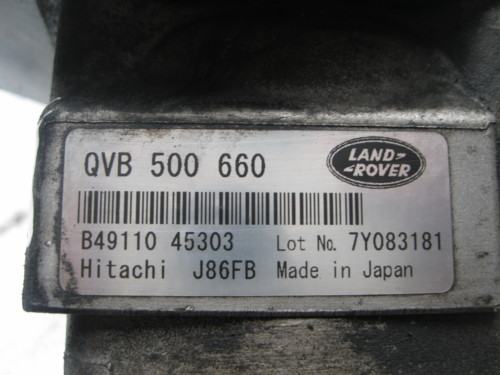 QVB 500 660
LAND-
-ROVER
B49110 45303 Lot No. 7Y083181
Hitachi J86FB Made in Japan